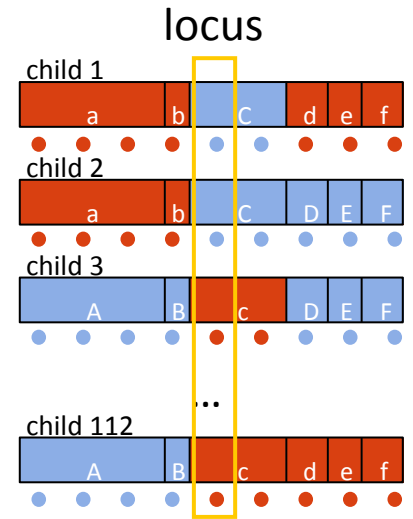 locus
child 1
a b C d e f
child 2
a b C D E F
child 3
A B c D E F
...
child 112
A B c d e f